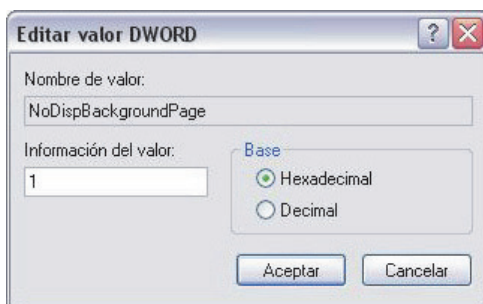 Editar valor DWORD
Nombre de valor:
NoDispBackgroundPage
Información del valor:
1
Base
Hexadecimal
Decimal
Aceptar
Cancelar